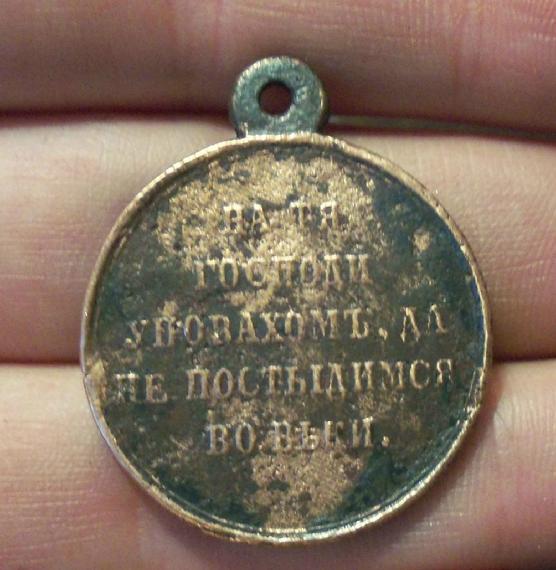 НА ТЯ
ГОСПОДИ
УПОВАХОМЪ, ДА
НЕ ПОСТЫДИМСЯ
ВО ВѢКИ.